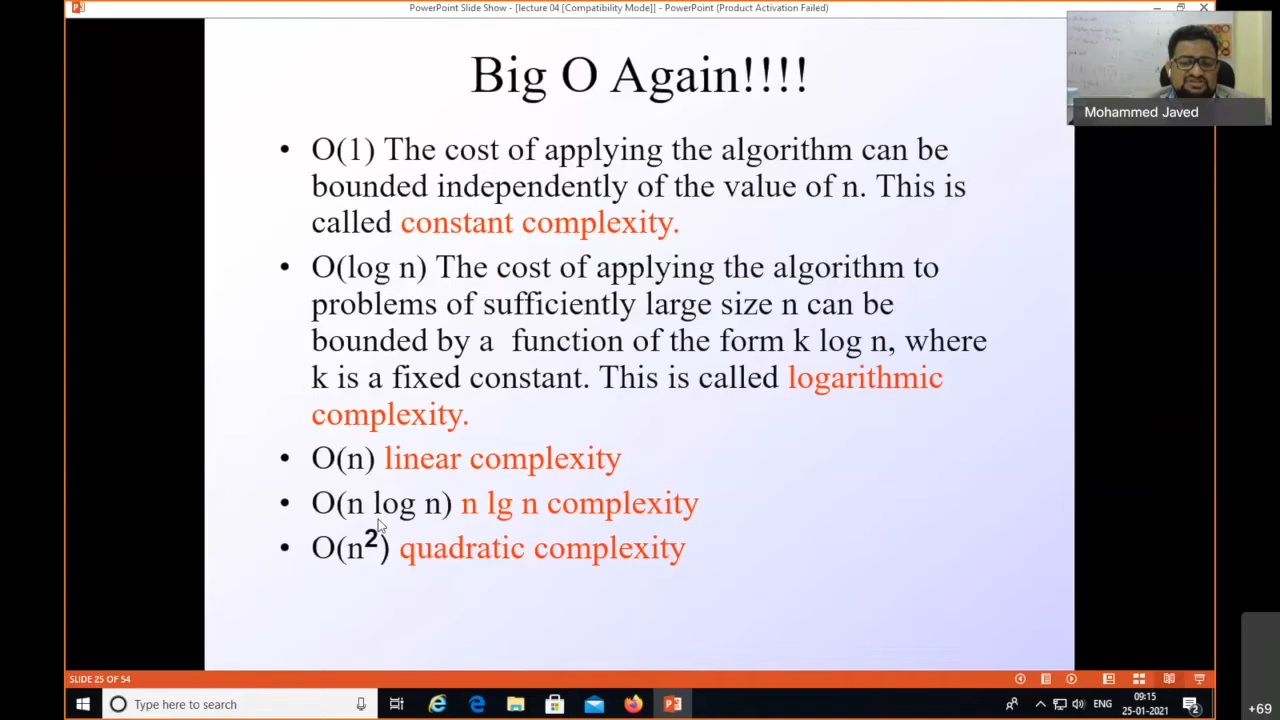 PowerPoint Slide Show - [lecture 04 [Compatibility Mode]] - PowerPoint (Product Activation Failed)
Mohammed Javed
Big O Again!!!!
• O(1) The cost of applying the algorithm can be
bounded independently of the value of n. This is
called constant complexity.
• O(log n) The cost of applying the algorithm to
problems of sufficiently large size n can be
bounded by a function of the form k log n, where
k is a fixed constant. This is called logarithmic
complexity.
• O(n) linear complexity
• O(n log n) n lg n complexity
• O(n²) quadratic complexity
SLIDE 25 OF 54
Type here to search
ENG
09:15
25-01-2021
2
+69